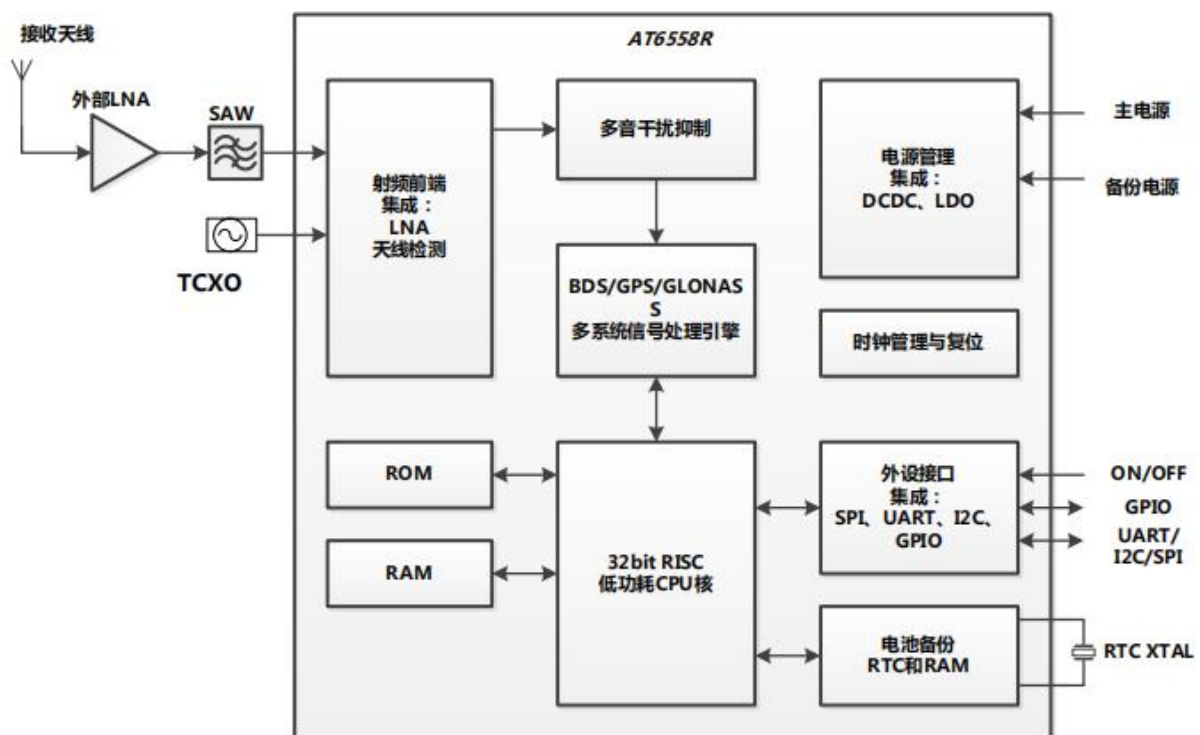 接收天线
AT6558R
外部LNA
SAW
TCXO
射频前端
集成：
LNA
天线检测
多音干扰抑制
电源管理
集成：
DCDC、LDO
主电源
备份电源
BDS/GPS/GLONAS
S
多系统信号处理引擎
时钟管理与复位
ROM
RAM
32bit RISC
低功耗CPU核
外设接口
集成：
SPI、UART、I2C、
GPIO
ON/OFF
GPIO
UART/
I2C/SPI
电池备份
RTC和RAM
RTC XTAL